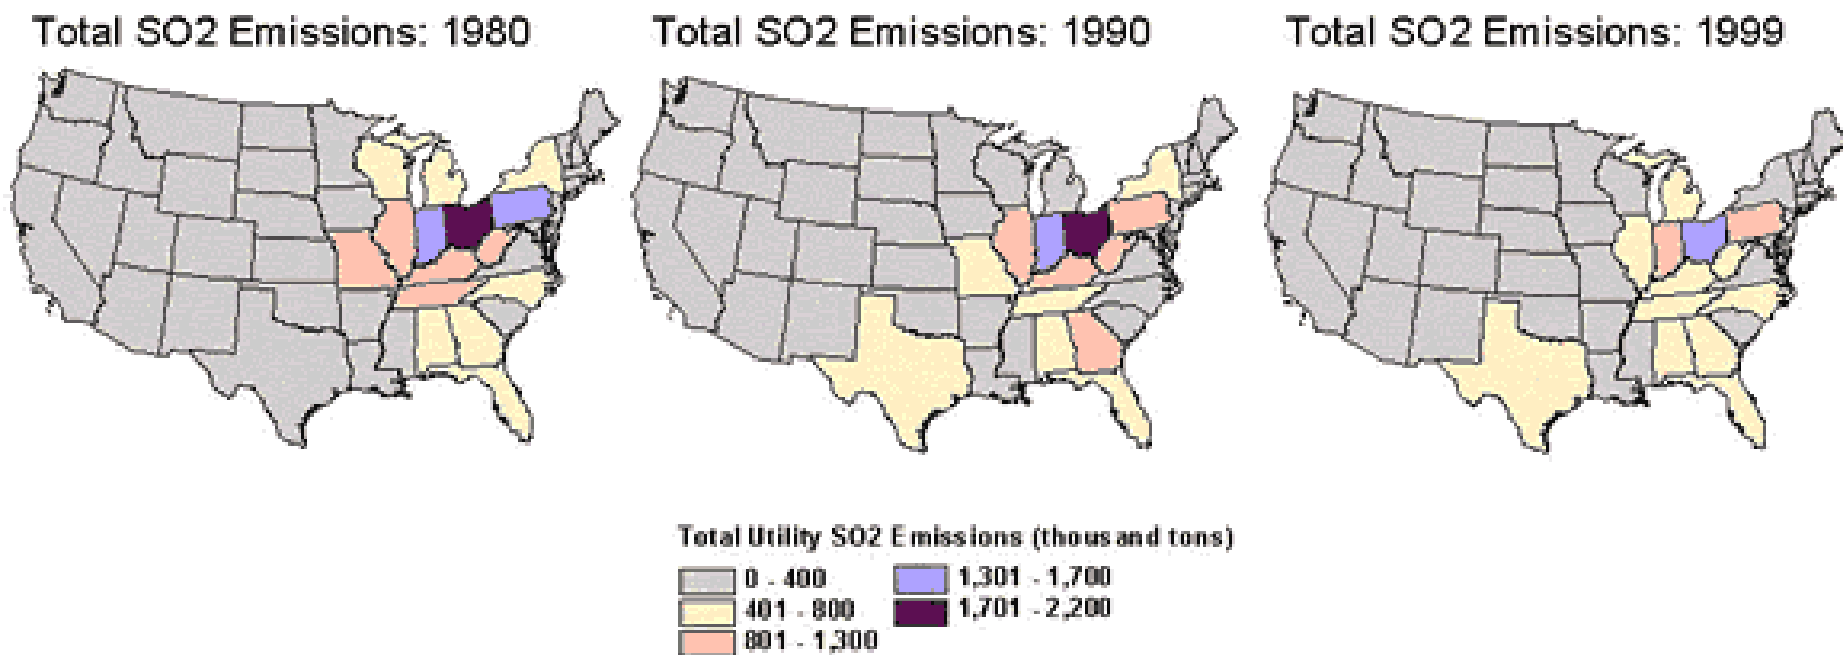 Total SO2 Emissions: 1980
Total SO2 Emissions: 1990
Total SO2 Emissions: 1999
Total Utility SO2 Emissions (thousand tons)
0 - 400
401 - 800
801 - 1,300
1,301 - 1,700
1,701 - 2,200